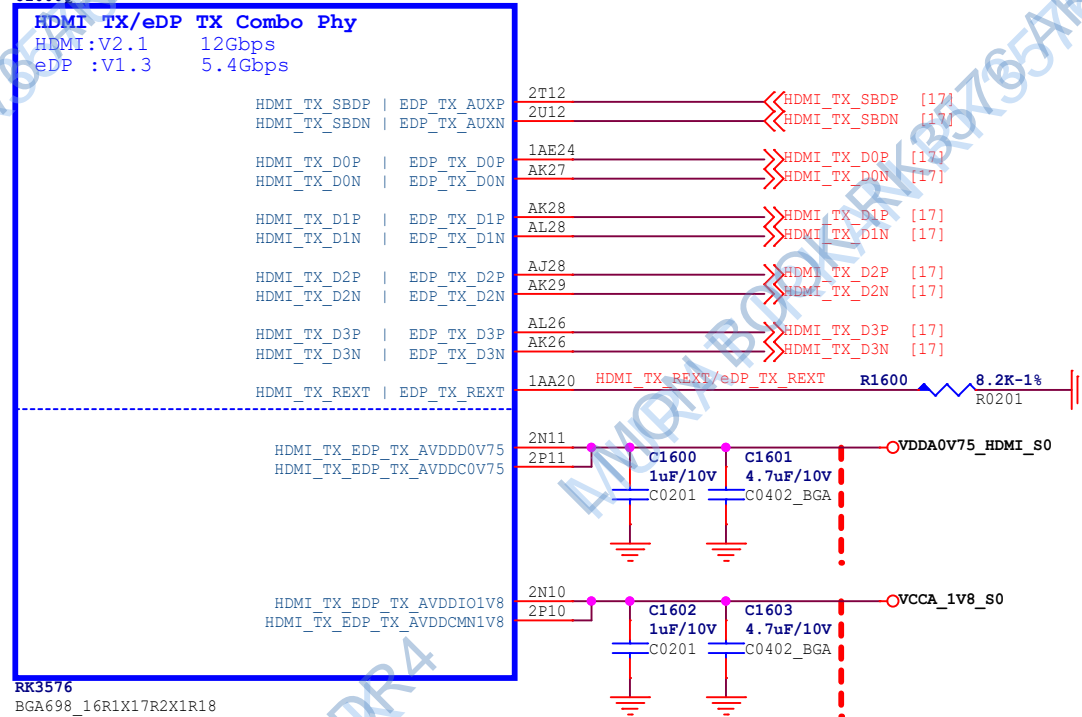 HDMI TX/eDP TX Combo Phy
HDMI:V2.1 12Gbps
eDP :V1.3 5.4Gbps
HDMI_TX_SBDP | EDP_TX_AUXP 2T12 HDMI_TX_SBDP [17]
HDMI_TX_SBDN | EDP_TX_AUXN 2U12 HDMI_TX_SBDN [17]
HDMI_TX_D0P | EDP_TX_D0P 1AE24 HDMI_TX_D0P [17]
HDMI_TX_D0N | EDP_TX_D0N AK27 HDMI_TX_D0N [17]
HDMI_TX_D1P | EDP_TX_D1P AK28 HDMI_TX_D1P [17]
HDMI_TX_D1N | EDP_TX_D1N AL28 HDMI_TX_D1N [17]
HDMI_TX_D2P | EDP_TX_D2P AJ28 HDMI_TX_D2P [17]
HDMI_TX_D2N | EDP_TX_D2N AK29 HDMI_TX_D2N [17]
HDMI_TX_D3P | EDP_TX_D3P AL26 HDMI_TX_D3P [17]
HDMI_TX_D3N | EDP_TX_D3N AK26 HDMI_TX_D3N [17]
HDMI_TX_REXT | EDP_TX_REXT 1AA20 HDMI_TX_REXT/eDP_TX_REXT R1600 8.2K-1%
R0201
HDMI_TX_EDP_TX_AVDDD0V75 2N11 VDDA0V75_HDMI_S0
HDMI_TX_EDP_TX_AVDDC0V75 2P11
C1600 C1601
1uF/10V 4.7uF/10V
C0201 C0402_BGA
HDMI_TX_EDP_TX_AVDDIO1V8 2N10 VCCA_1V8_S0
HDMI_TX_EDP_TX_AVDDCMN1V8 2P10
C1602 C1603
1uF/10V 4.7uF/10V
C0201 C0402_BGA
RK3576
BGA698_16R1X17R2X1R18